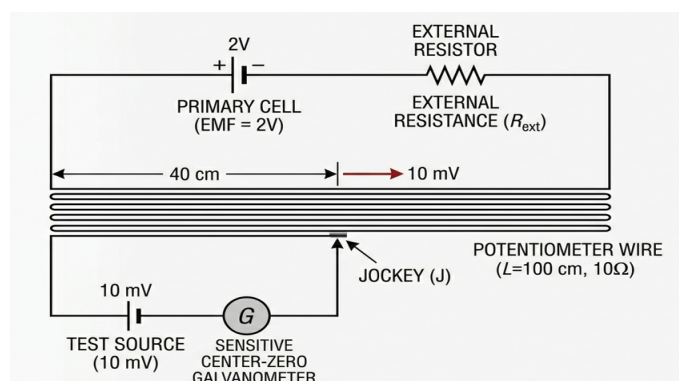 EXTERNAL
RESISTOR
2V
+ −
PRIMARY CELL
(EMF = 2V)
EXTERNAL
RESISTANCE (Rext)
40 cm
10 mV
POTENTIOMETER WIRE
(L=100 cm, 10Ω)
JOCKEY (J)
10 mV
G
TEST SOURCE
(10 mV)
SENSITIVE
CENTER-ZERO
GALVANOMETER